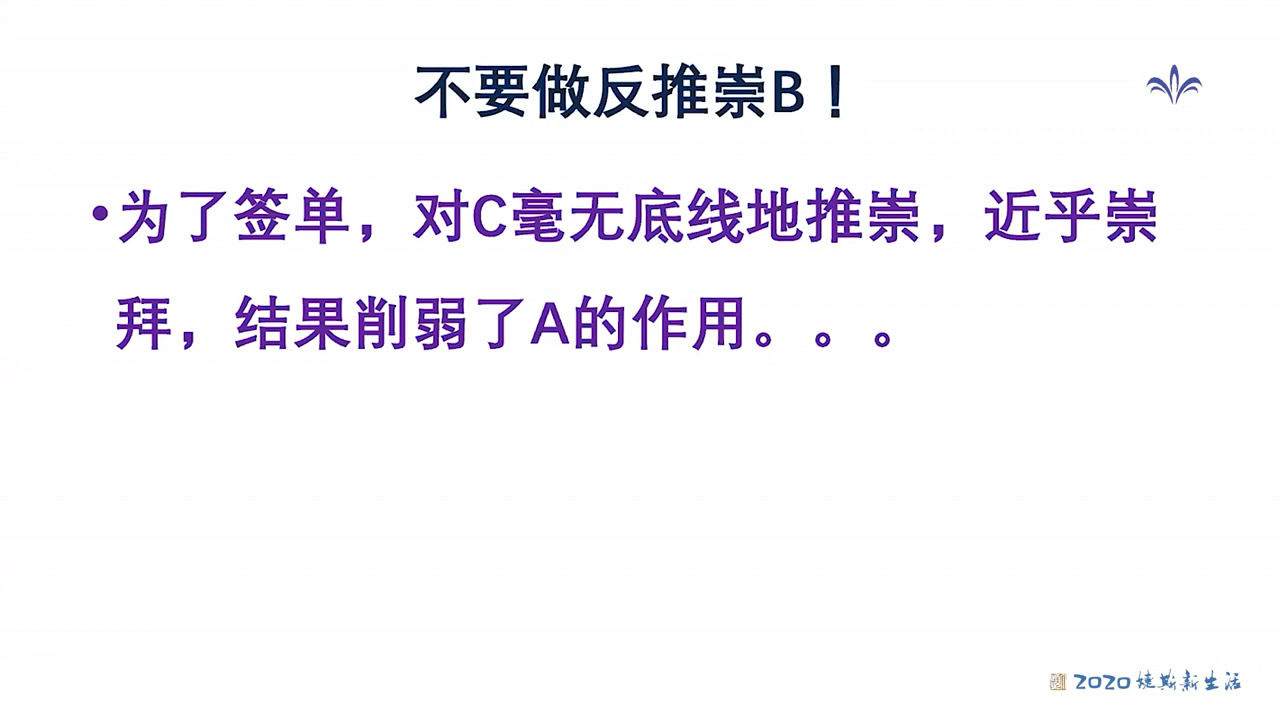 不要做反推崇B！
•为了签单，对C毫无底线地推崇，近乎崇
拜，结果削弱了A的作用。。。
2020 婕斯新生活